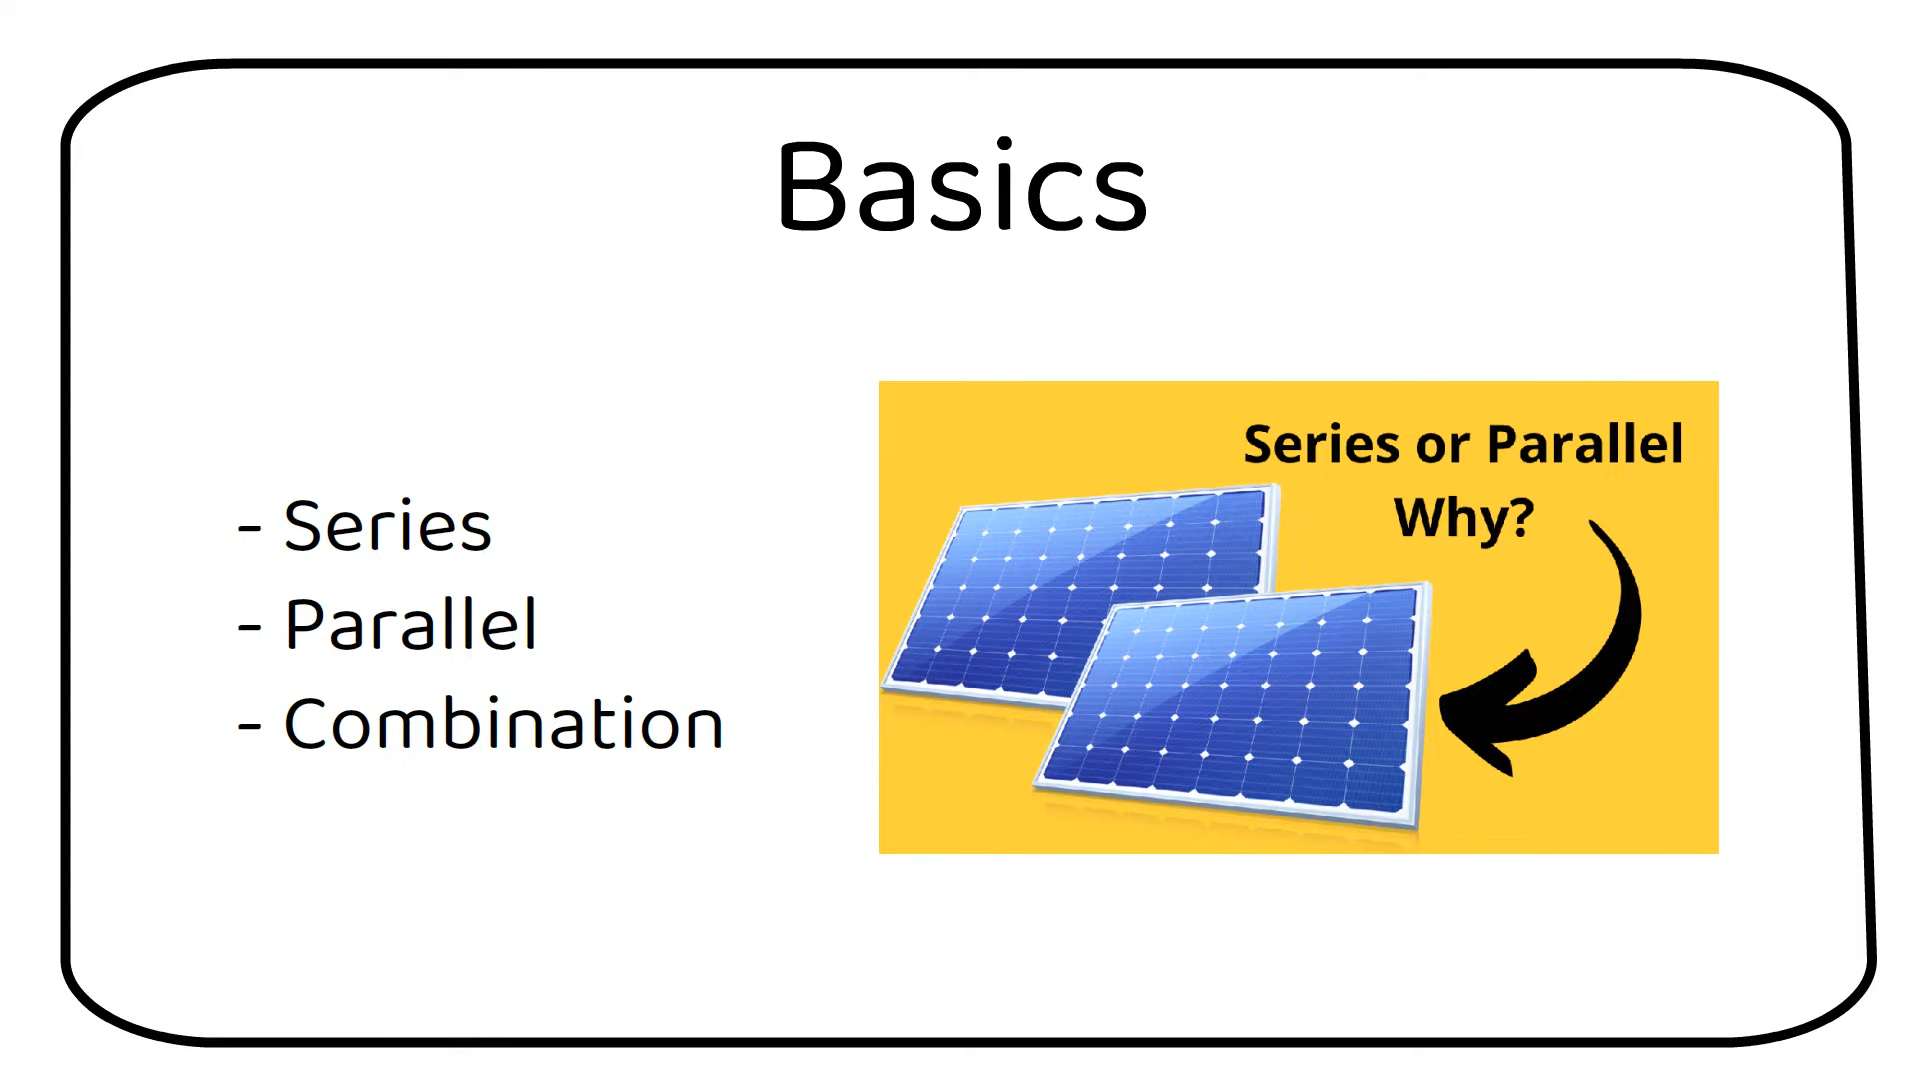 Basics
- Series
- Parallel
- Combination
Series or Parallel
Why?